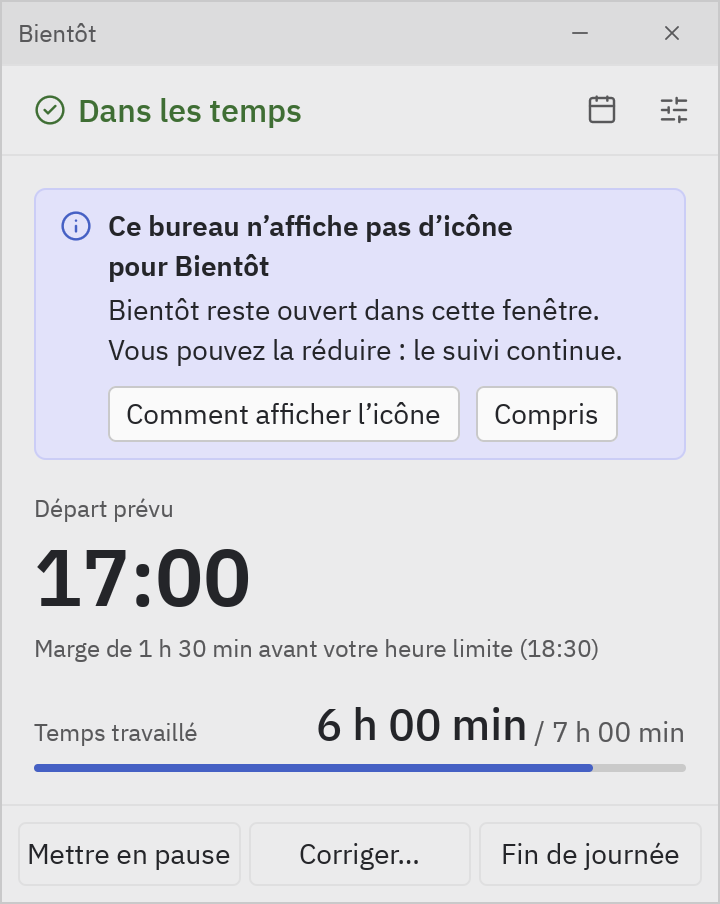 Bientôt
Dans les temps
Ce bureau n’affiche pas d’icône
pour Bientôt
Bientôt reste ouvert dans cette fenêtre.
Vous pouvez la réduire : le suivi continue.
Comment afficher l’icône
Compris
Départ prévu
17:00
Marge de 1 h 30 min avant votre heure limite (18:30)
Temps travaillé
6 h 00 min / 7 h 00 min
Mettre en pause
Corriger…
Fin de journée